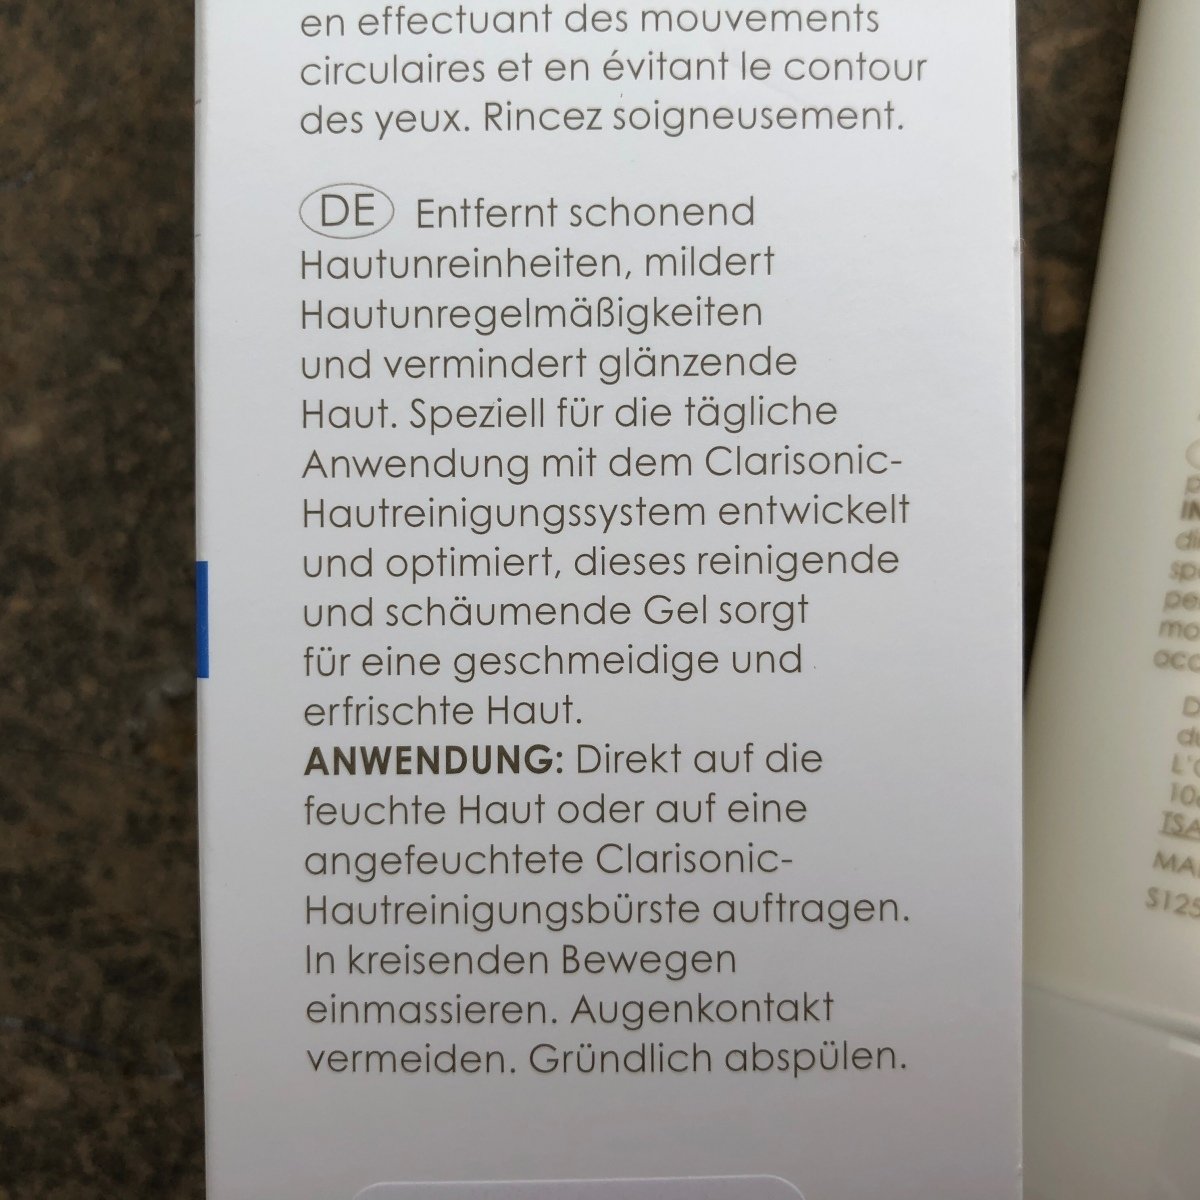 en effectuant des mouvements
circulaires et en évitant le contour
des yeux. Rincez soigneusement.
DE Entfernt schonend
Hautunreinheiten, mildert
Hautunregelmäßigkeiten
und vermindert glänzende
Haut. Speziell für die tägliche
Anwendung mit dem Clarisonic-
Hautreinigungssystem entwickelt
und optimiert, dieses reinigende
und schäumende Gel sorgt
für eine geschmeidige und
erfrischte Haut.
ANWENDUNG: Direkt auf die
feuchte Haut oder auf eine
angefeuchtete Clarisonic-
Hautreinigungsbürste auftragen.
In kreisenden Bewegen
einmassieren. Augenkontakt
vermeiden. Gründlich abspülen.